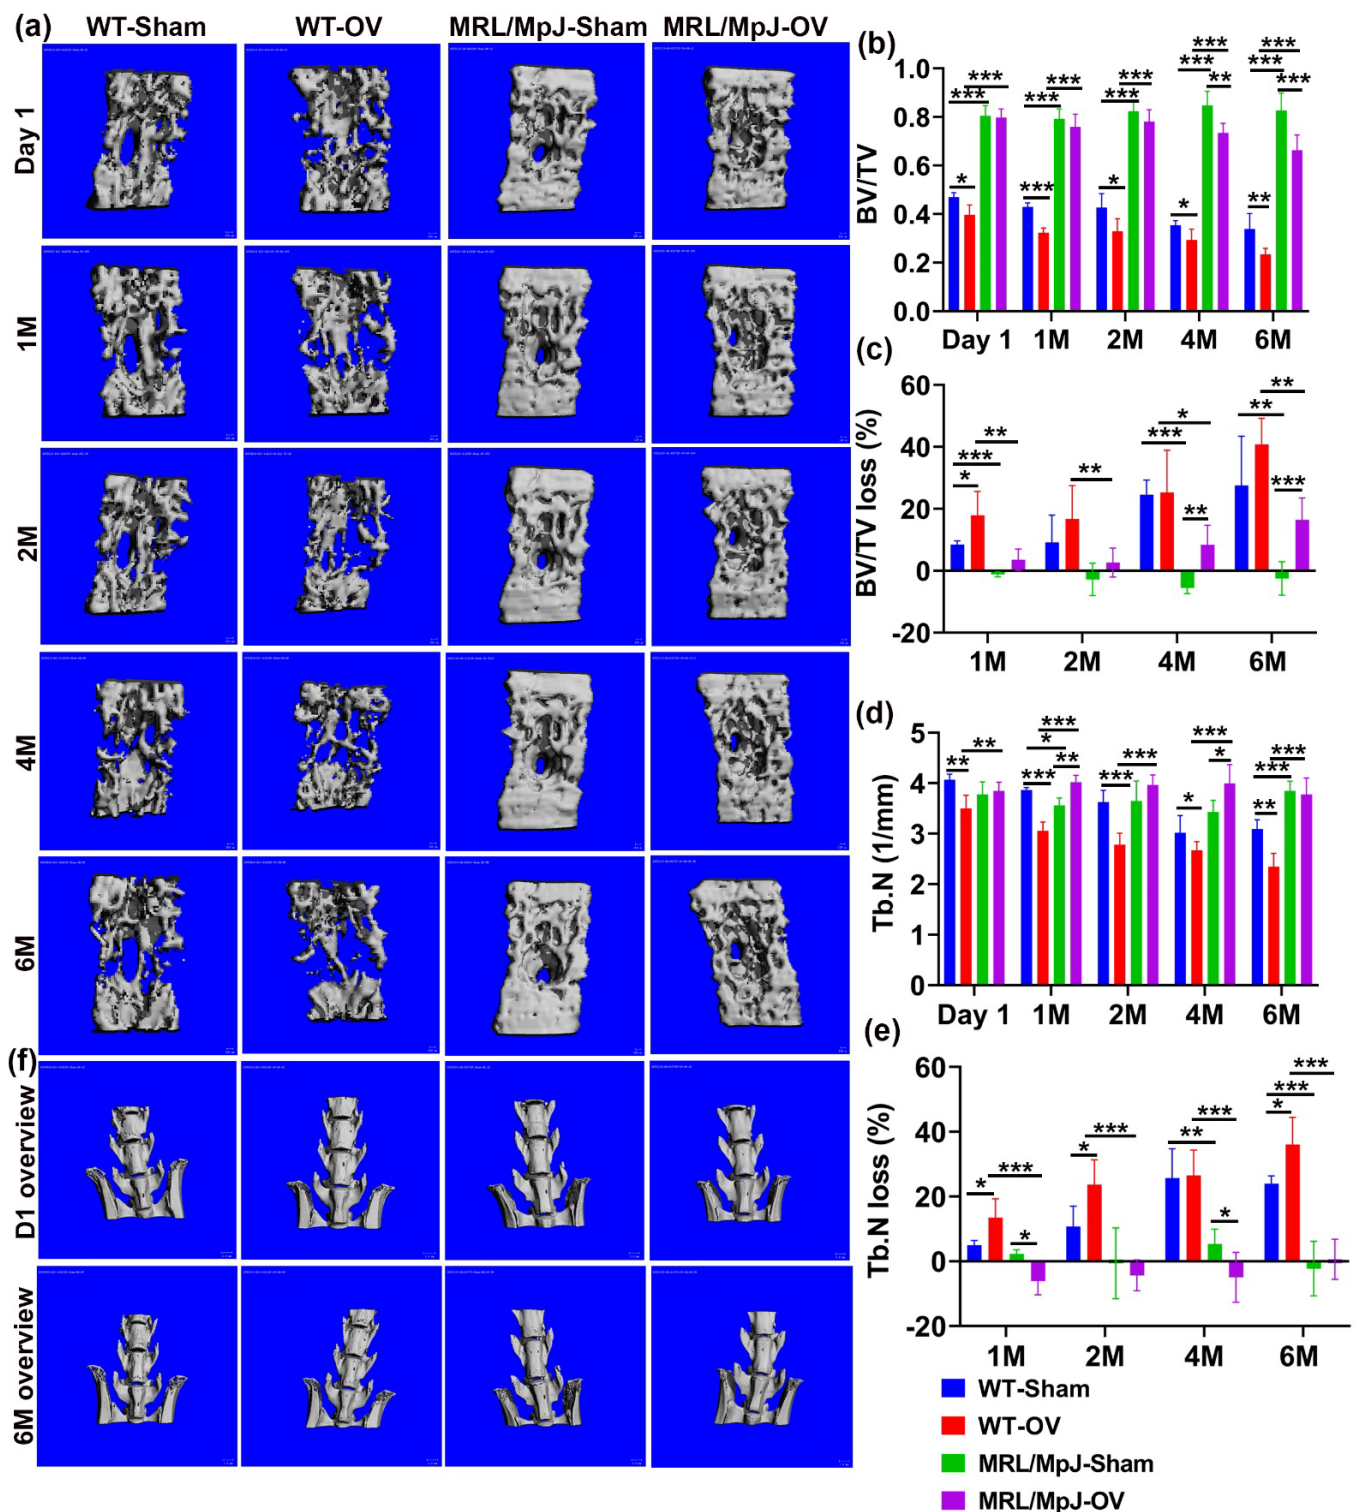 (a)
WT-Sham WT-OV MRL/MpJ-Sham MRL/MpJ-OV
Day 1
1M
2M
4M
6M
(f)
D1 overview
6M overview
(b)
BV/TV
*** *** *** *** *** ***
*** *** *** *** *** *** ** ***
* *** * * **
1.0
0.8
0.6
0.4
0.2
0.0
Day 1 1M 2M 4M 6M
(c)
BV/TV loss (%)
60
40
20
0
-20
** *** * ** * *** ** ** ** ***
1M 2M 4M 6M
(d)
Tb.N (1/mm)
5
4
3
2
1
0
** ** *** * *** ** *** *** *** * * *** *** **
Day 1 1M 2M 4M 6M
(e)
Tb.N loss (%)
60
40
20
0
-20
* *** * * *** ** *** * *** *** *
1M 2M 4M 6M
WT-Sham
WT-OV
MRL/MpJ-Sham
MRL/MpJ-OV